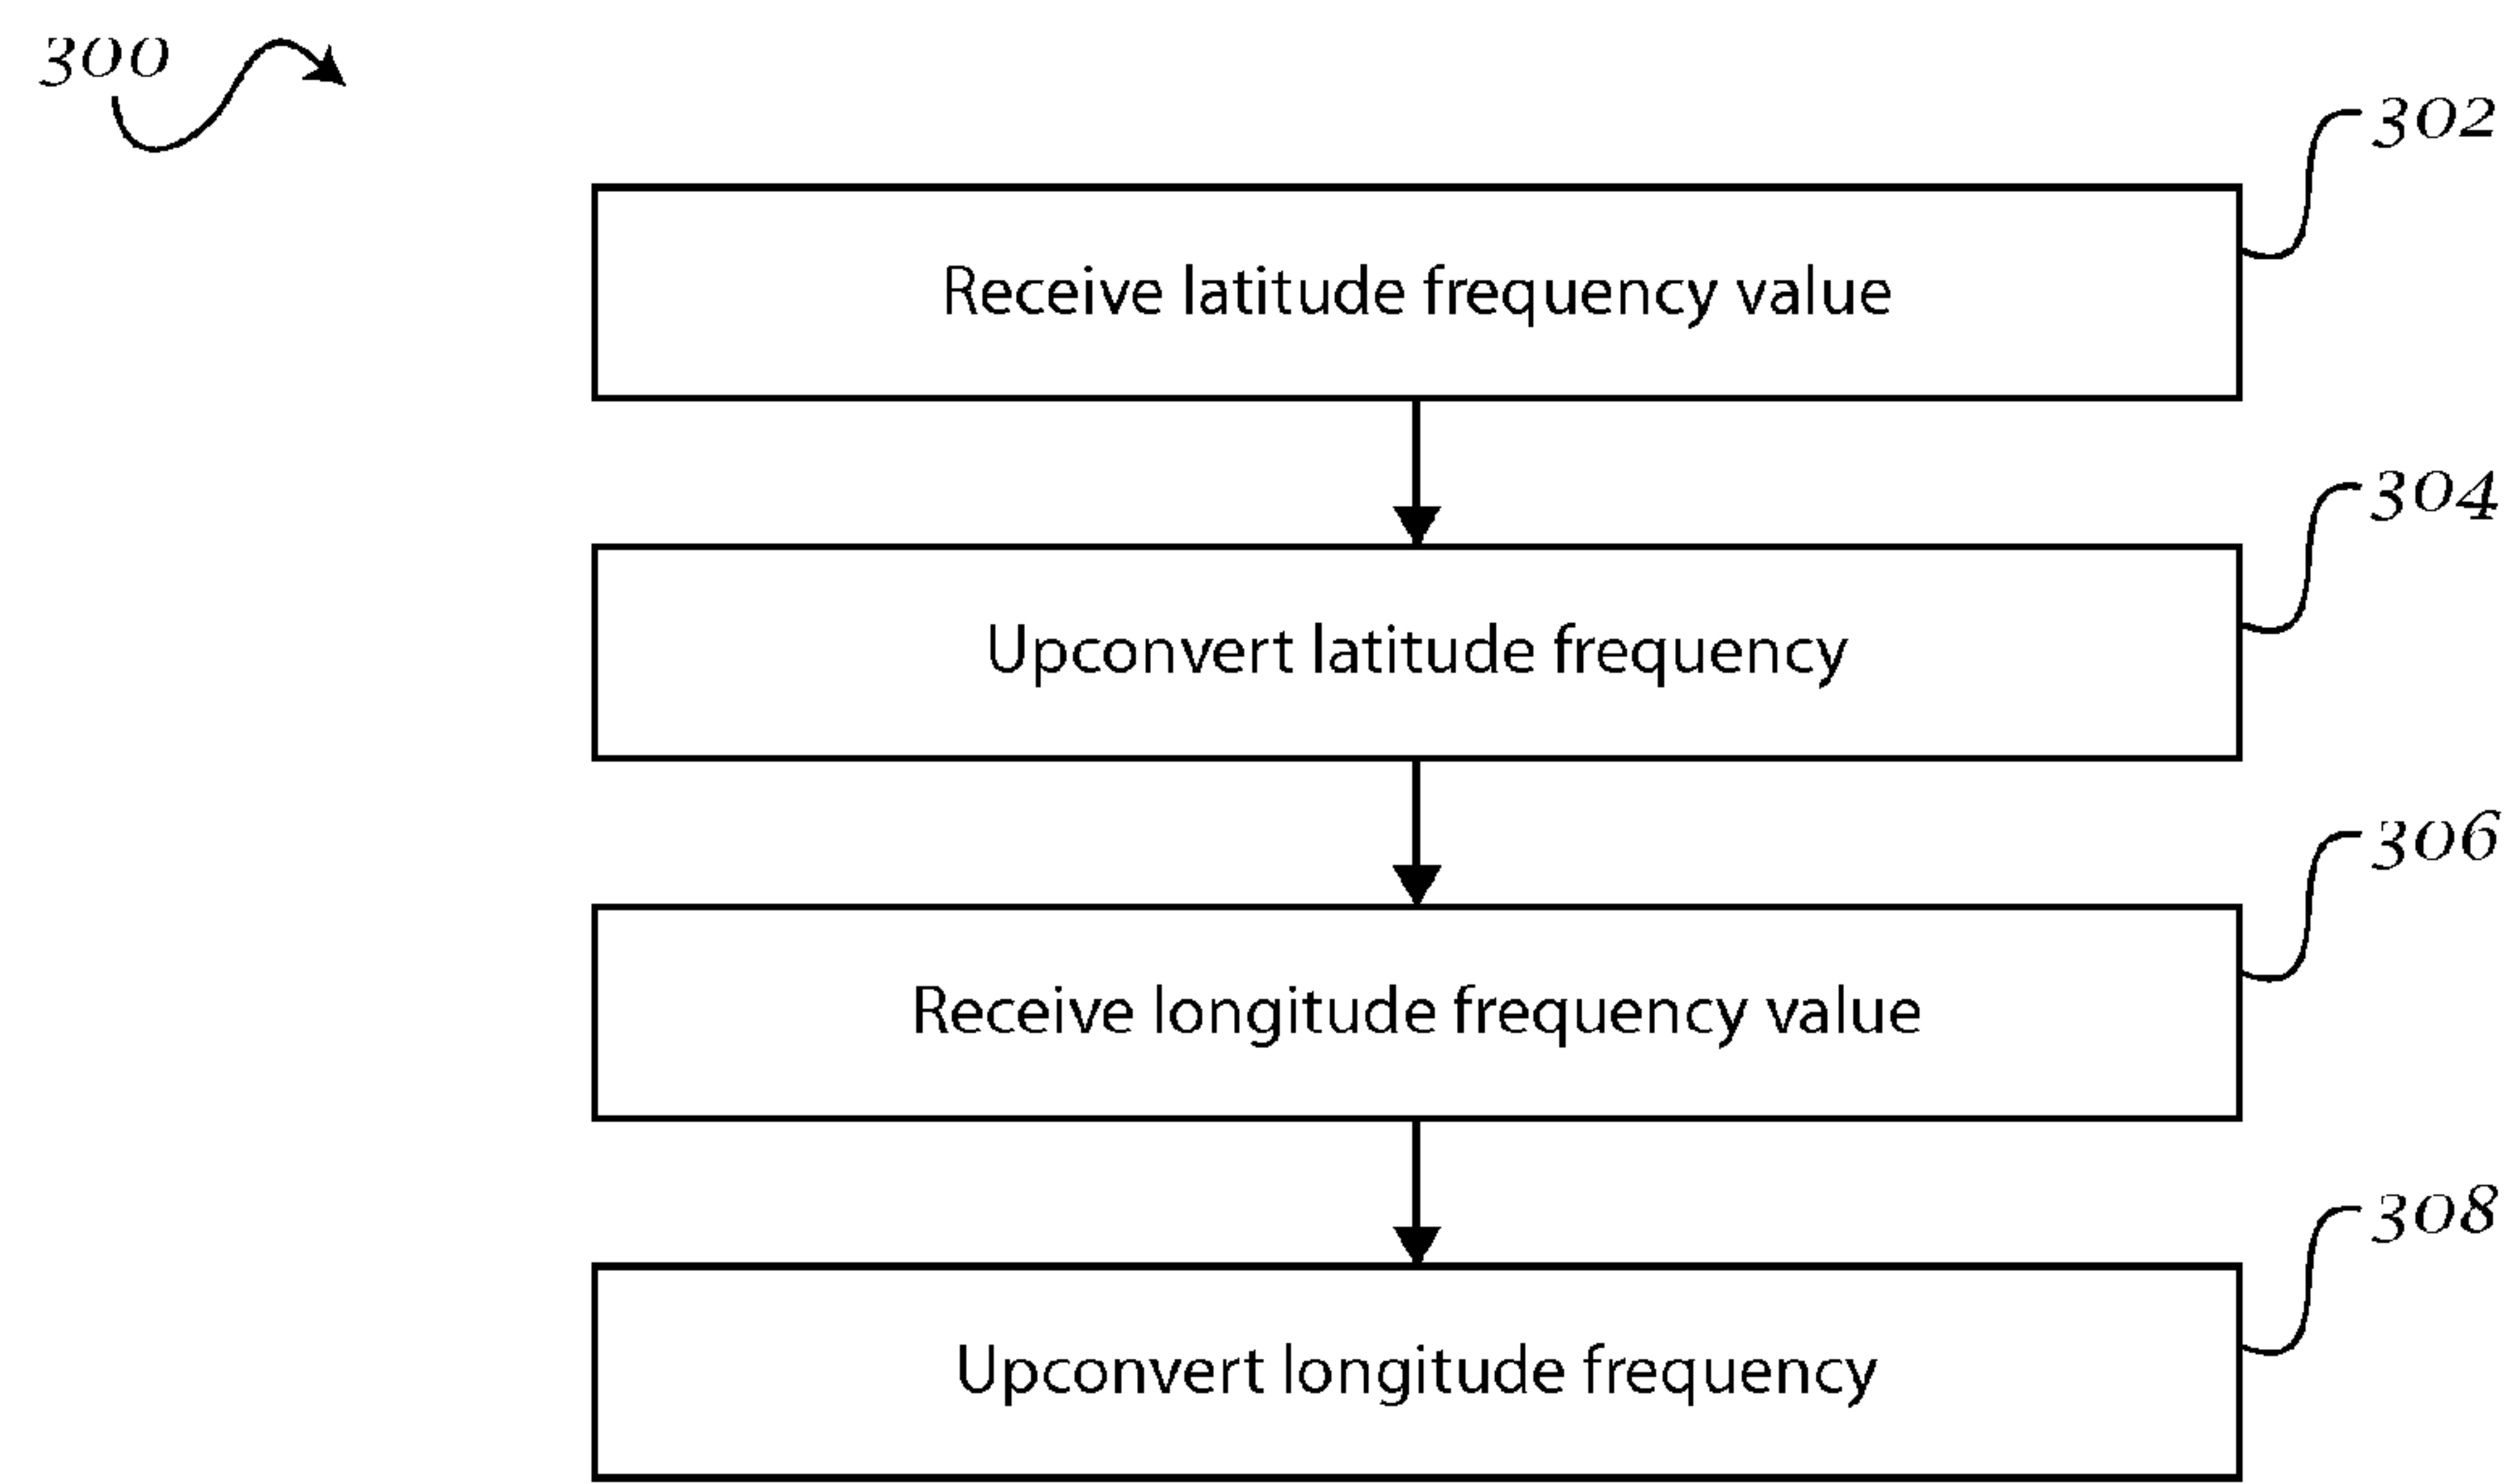 300
302
Receive latitude frequency value
304
Upconvert latitude frequency
306
Receive longitude frequency value
308
Upconvert longitude frequency